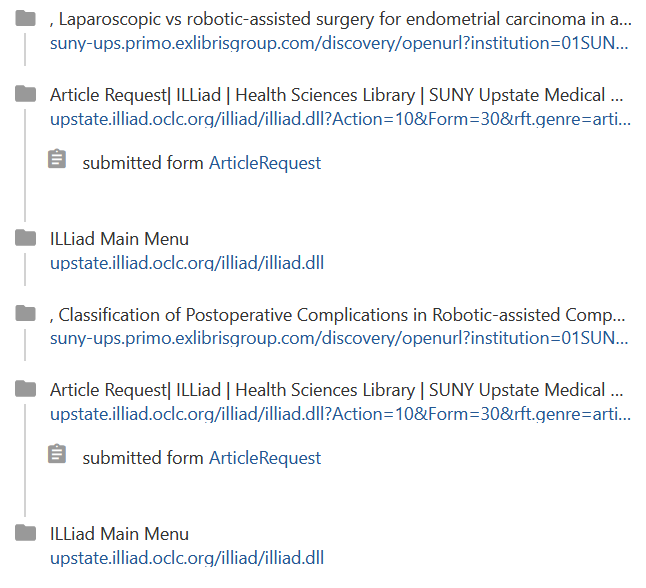 , Laparoscopic vs robotic-assisted surgery for endometrial carcinoma in a...
suny-ups.primo.exlibrisgroup.com/discovery/openurl?institution=01SUN...
Article Request| ILLiad | Health Sciences Library | SUNY Upstate Medical ...
upstate.illiad.oclc.org/illiad/illiad.dll?Action=10&Form=30&rft.genre=arti...
submitted form ArticleRequest
ILLiad Main Menu
upstate.illiad.oclc.org/illiad/illiad.dll
, Classification of Postoperative Complications in Robotic-assisted Comp...
suny-ups.primo.exlibrisgroup.com/discovery/openurl?institution=01SUN...
Article Request| ILLiad | Health Sciences Library | SUNY Upstate Medical ...
upstate.illiad.oclc.org/illiad/illiad.dll?Action=10&Form=30&rft.genre=arti...
submitted form ArticleRequest
ILLiad Main Menu
upstate.illiad.oclc.org/illiad/illiad.dll